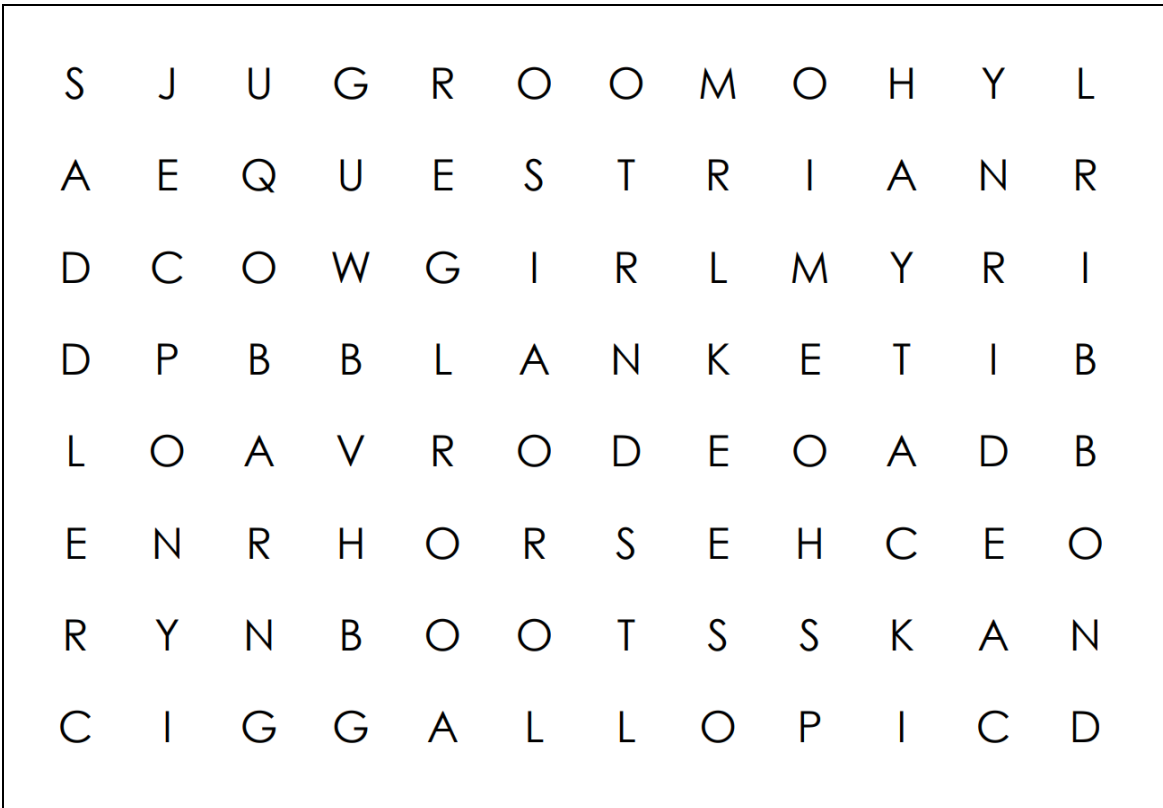 S J U G R O O M O H Y L
A E Q U E S T R I A N R
D C O W G I R L M Y R I
D P B B L A N K E T I B
L O A V R O D E O A D B
E N R H O R S E H C E O
R Y N B O O T S S K A N
C I G G A L L O P I C D